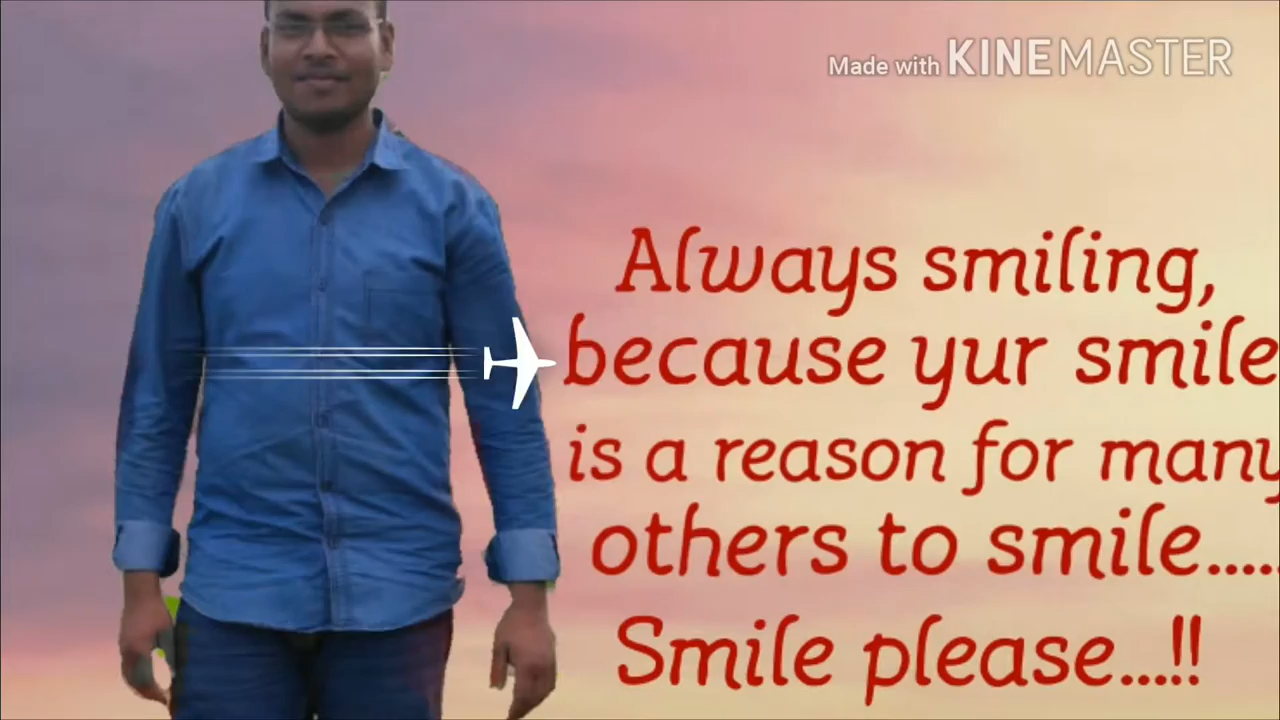 Made with KINEMASTER
Always smiling,
because yur smile
is a reason for many
others to smile.....
Smile please...!!